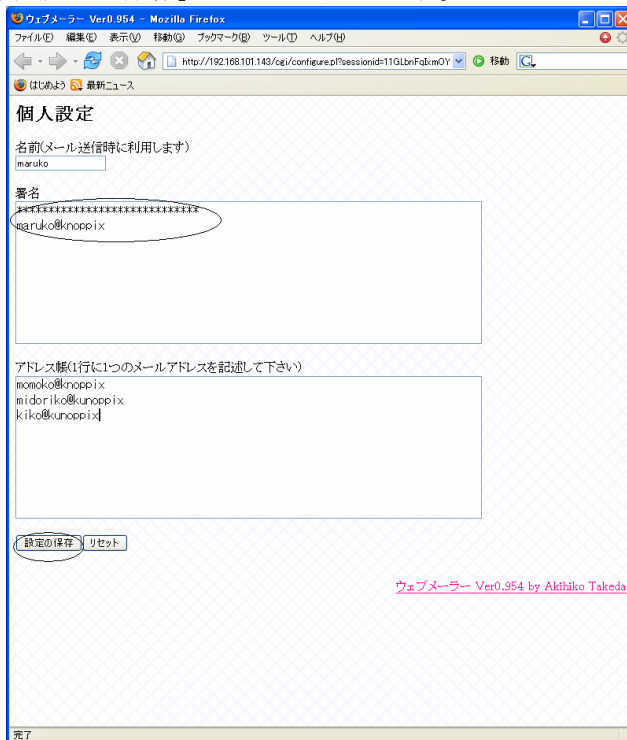 ウェブメーラー Ver0.954 - Mozilla Firefox
ファイル(F) 編集(E) 表示(V) 移動(G) ブックマーク(B) ツール(T) ヘルプ(H)
http://192.168.101.143/cgi/configure.pl?sessionid=11GLbnFqIxmOY 移動
はじめよう 最新ニュース
個人設定
名前(メール送信時に利用します)
maruko
署名
*****************************
maruko@knoppix
アドレス帳(1行に1つのメールアドレスを記述して下さい)
momoko@knoppix
midoriko@kunoppix
kiko@kunoppix
設定の保存 リセット
ウェブメーラー Ver0.954 by Akihiko Takeda
完了